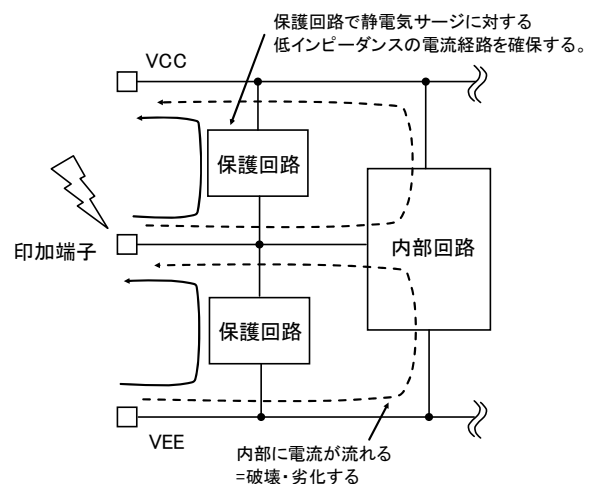 保護回路で静電気サージに対する
低インピーダンスの電流経路を確保する。
VCC
保護回路
印加端子
内部回路
保護回路
VEE
内部に電流が流れる
=破壊・劣化する